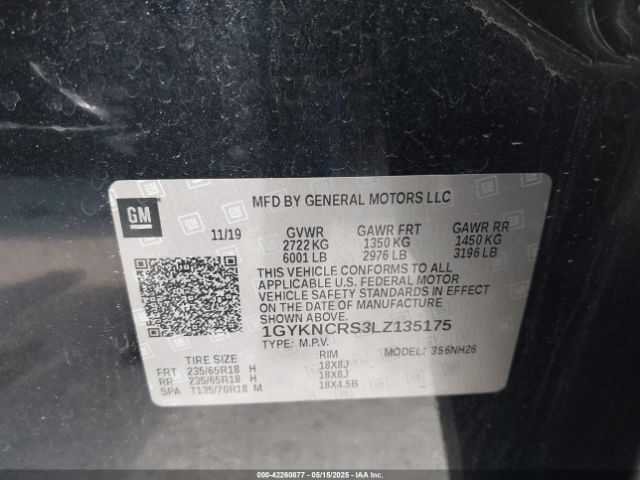 GM
MFD BY GENERAL MOTORS LLC
11/19 GVWR GAWR FRT GAWR RR
2722 KG 1350 KG 1450 KG
6001 LB 2976 LB 3196 LB
THIS VEHICLE CONFORMS TO ALL
APPLICABLE U.S. FEDERAL MOTOR
VEHICLE SAFETY STANDARDS IN EFFECT
ON THE DATE OF MANUFACTURE
1GYKNCRS3LZ135175
TYPE: M.P.V. MODEL: 356NH26
TIRE SIZE RIM
FRT 235/65R18 H 18X8J
RR 235/65R18 H 18X8J
SPA T135/70R18 M 18X4.5B
000-42260877 - 05/15/2025 - ©IAA, Inc.